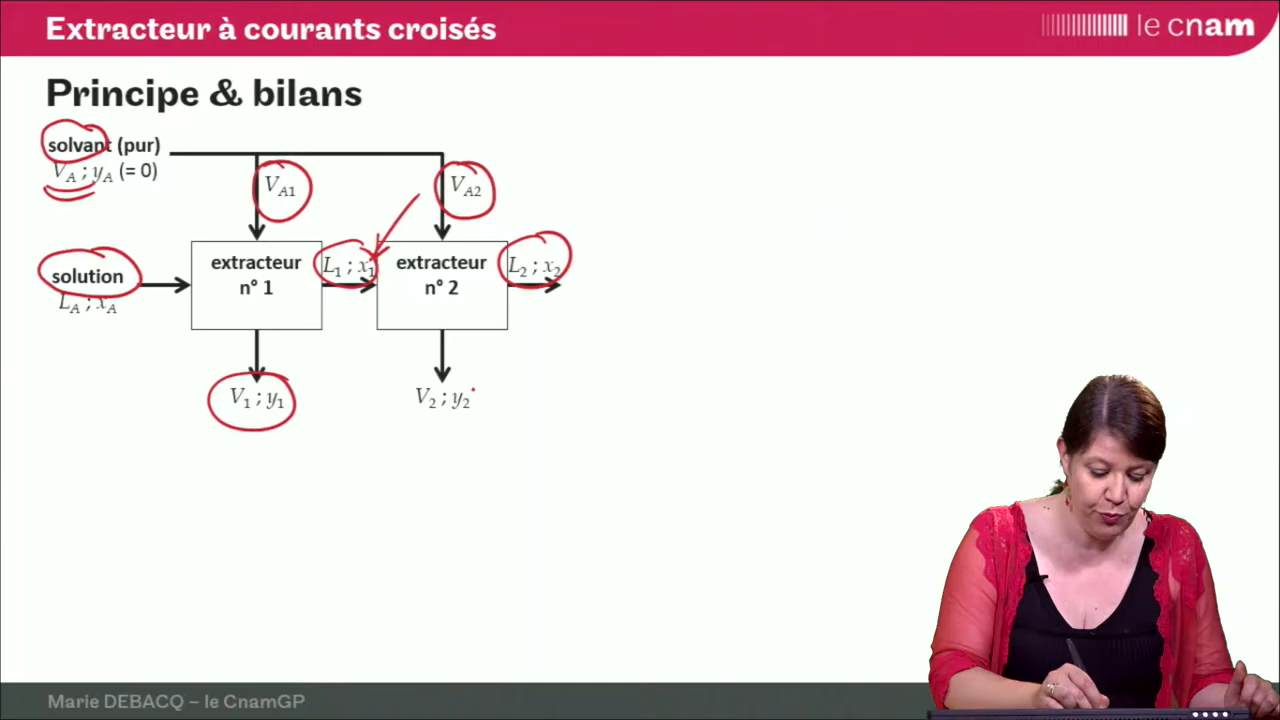 Extracteur à courants croisés
le cnam
Principe & bilans
solvant (pur)
V_A ; y_A (= 0)
V_A1
V_A2
solution
L_A ; x_A
extracteur
n° 1
L_1 ; x_1
extracteur
n° 2
L_2 ; x_2
V_1 ; y_1
V_2 ; y_2
Marie DEBACQ – le CnamGP